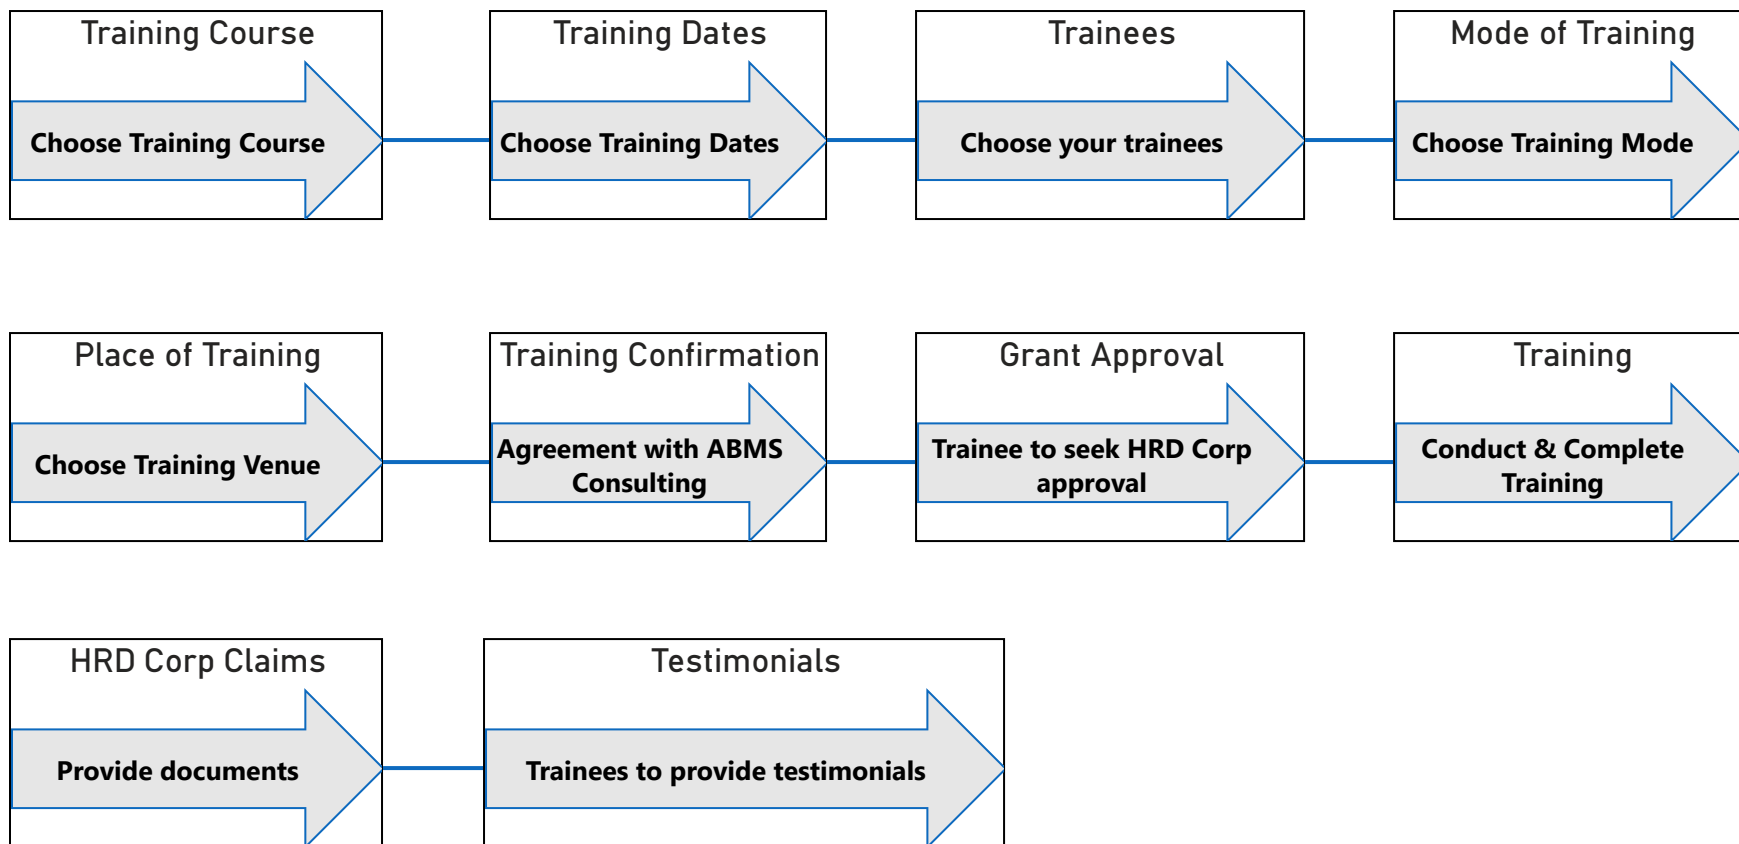 Training Course
Choose Training Course
Training Dates
Choose Training Dates
Trainees
Choose your trainees
Mode of Training
Choose Training Mode
Place of Training
Choose Training Venue
Training Confirmation
Agreement with ABMS
Consulting
Grant Approval
Trainee to seek HRD Corp
approval
Training
Conduct & Complete
Training
HRD Corp Claims
Provide documents
Testimonials
Trainees to provide testimonials